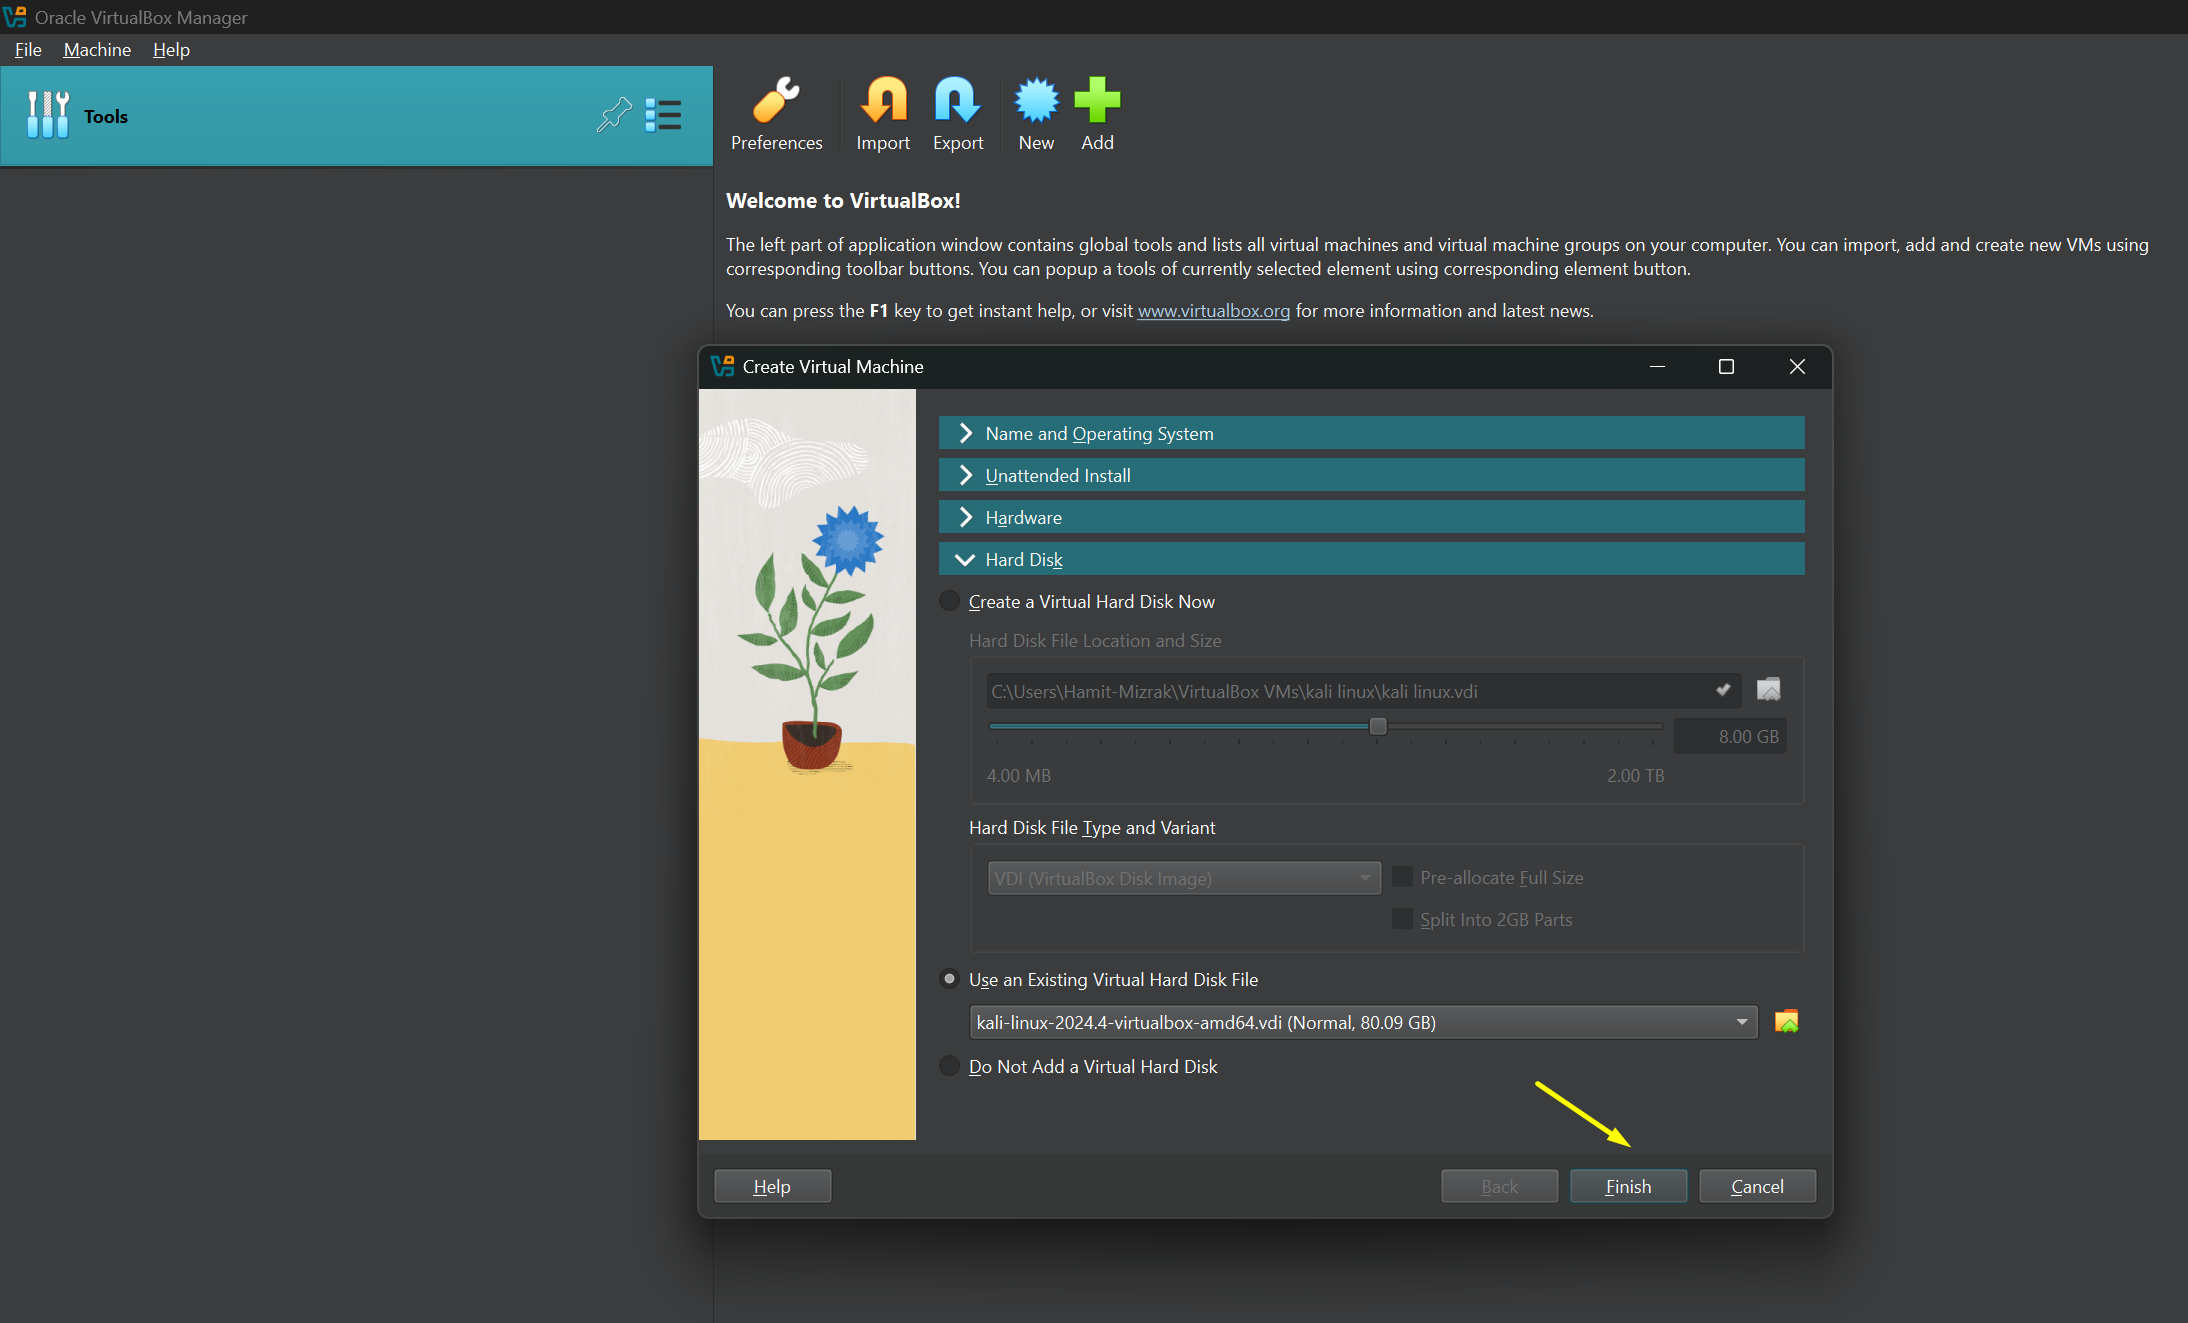 Oracle VirtualBox Manager
File Machine Help
Tools
Preferences Import Export New Add
Welcome to VirtualBox!
The left part of application window contains global tools and lists all virtual machines and virtual machine groups on your computer. You can import, add and create new VMs using
corresponding toolbar buttons. You can popup a tools of currently selected element using corresponding element button.
You can press the F1 key to get instant help, or visit www.virtualbox.org for more information and latest news.
Create Virtual Machine
Name and Operating System
Unattended Install
Hardware
Hard Disk
Create a Virtual Hard Disk Now
Hard Disk File Location and Size
C:\Users\Hamit-Mizrak\VirtualBox VMs\kali linux\kali linux.vdi
8.00 GB
4.00 MB 2.00 TB
Hard Disk File Type and Variant
VDI (VirtualBox Disk Image) Pre-allocate Full Size
Split Into 2GB Parts
Use an Existing Virtual Hard Disk File
kali-linux-2024.4-virtualbox-amd64.vdi (Normal, 80.09 GB)
Do Not Add a Virtual Hard Disk
Help Back Finish Cancel